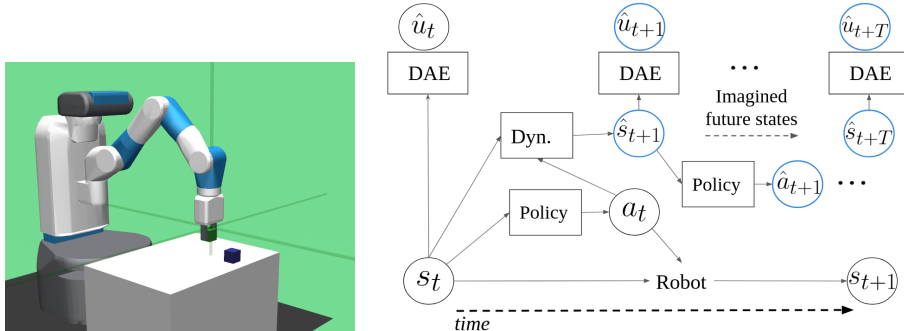 û_t û_{t+1} û_{t+T}
DAE DAE ... DAE
Imagined
future states
Dyn. ŝ_{t+1} ŝ_{t+T}
Policy â_{t+1} ...
Policy a_t
s_t Robot s_{t+1}
time